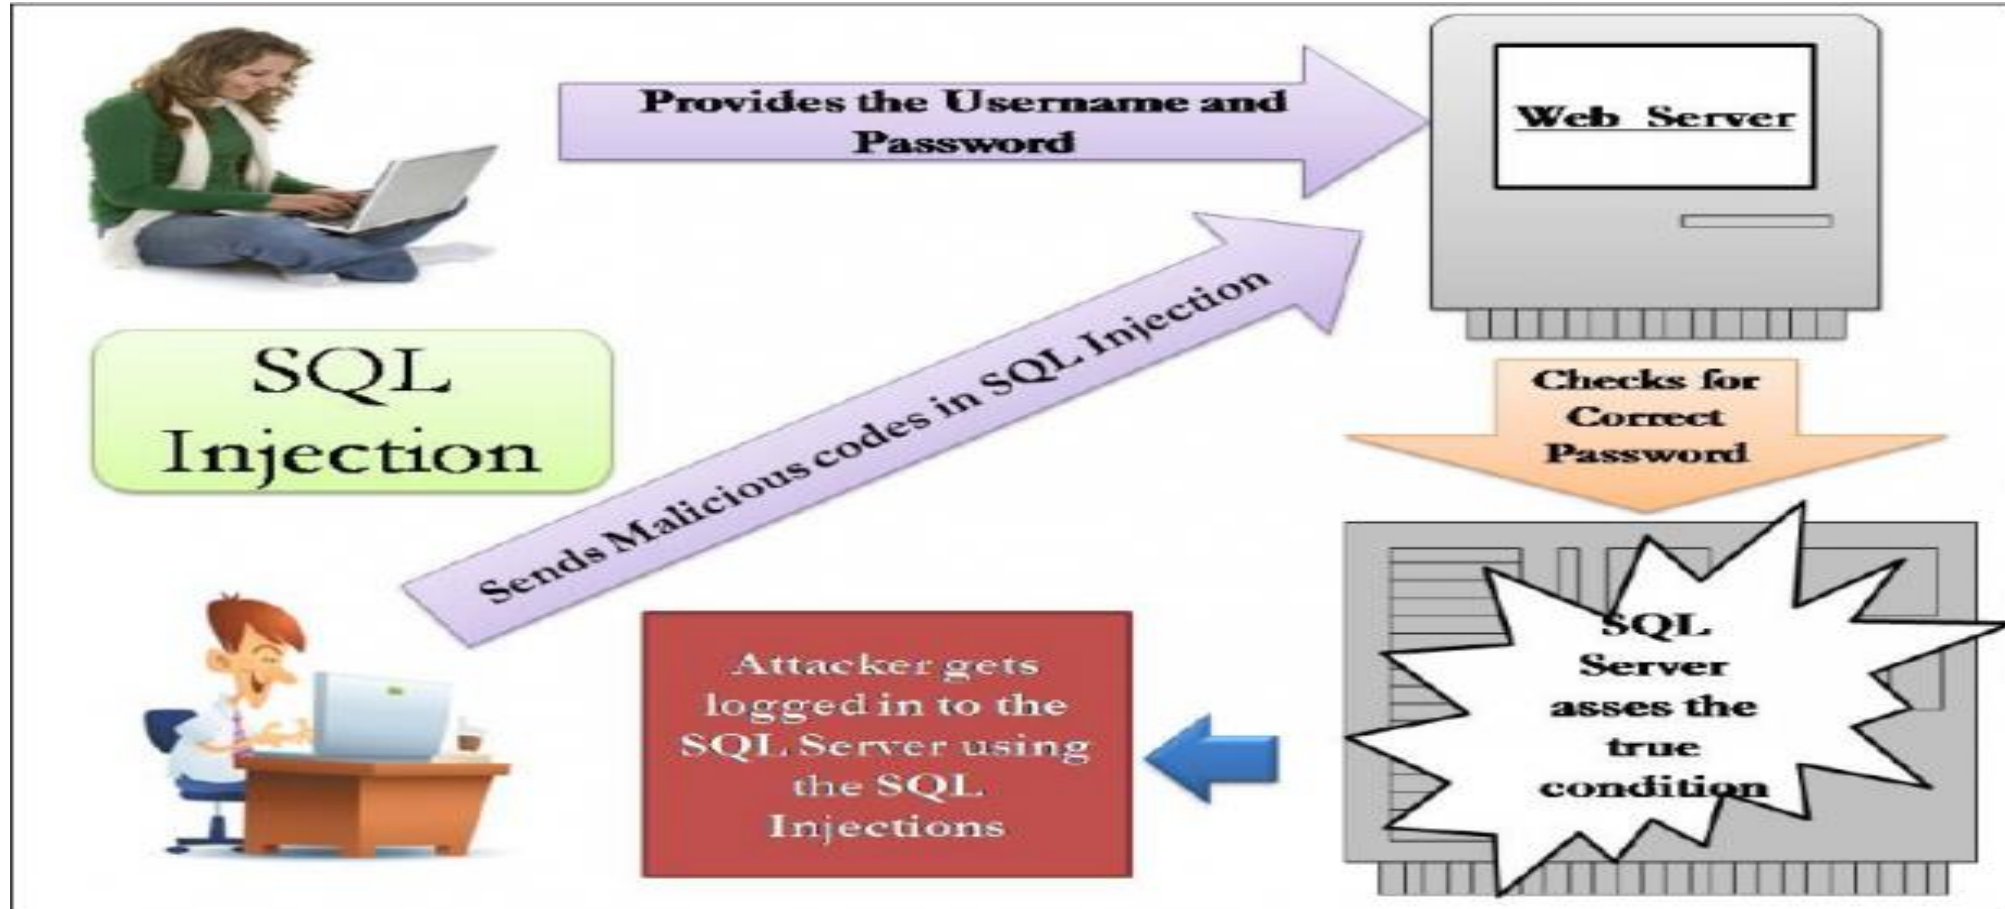 Provides the Username and
Password
Web Server
SQL
Injection
Sends Malicious codes in SQL Injection
Checks for
Correct
Password
Attacker gets
logged in to the
SQL Server using
the SQL
Injections
SQL
Server
asses the
true
condition